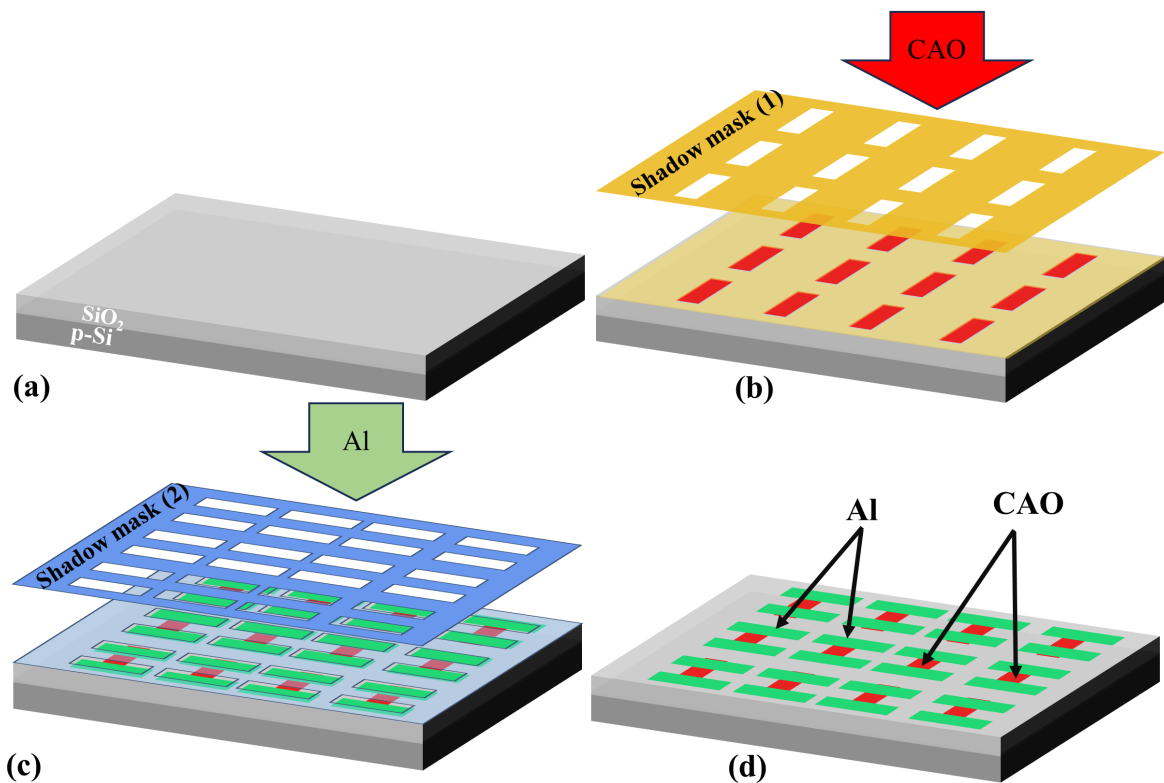 CAO
Shadow mask (1)
SiO₂
p-Si
(a)
(b)
Al
Shadow mask (2)
Al
CAO
(c)
(d)